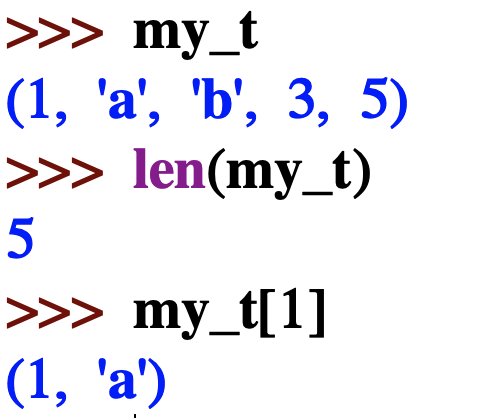 >>> my_t
(1, 'a', 'b', 3, 5)
>>> len(my_t)
5
>>> my_t[1]
(1, 'a')